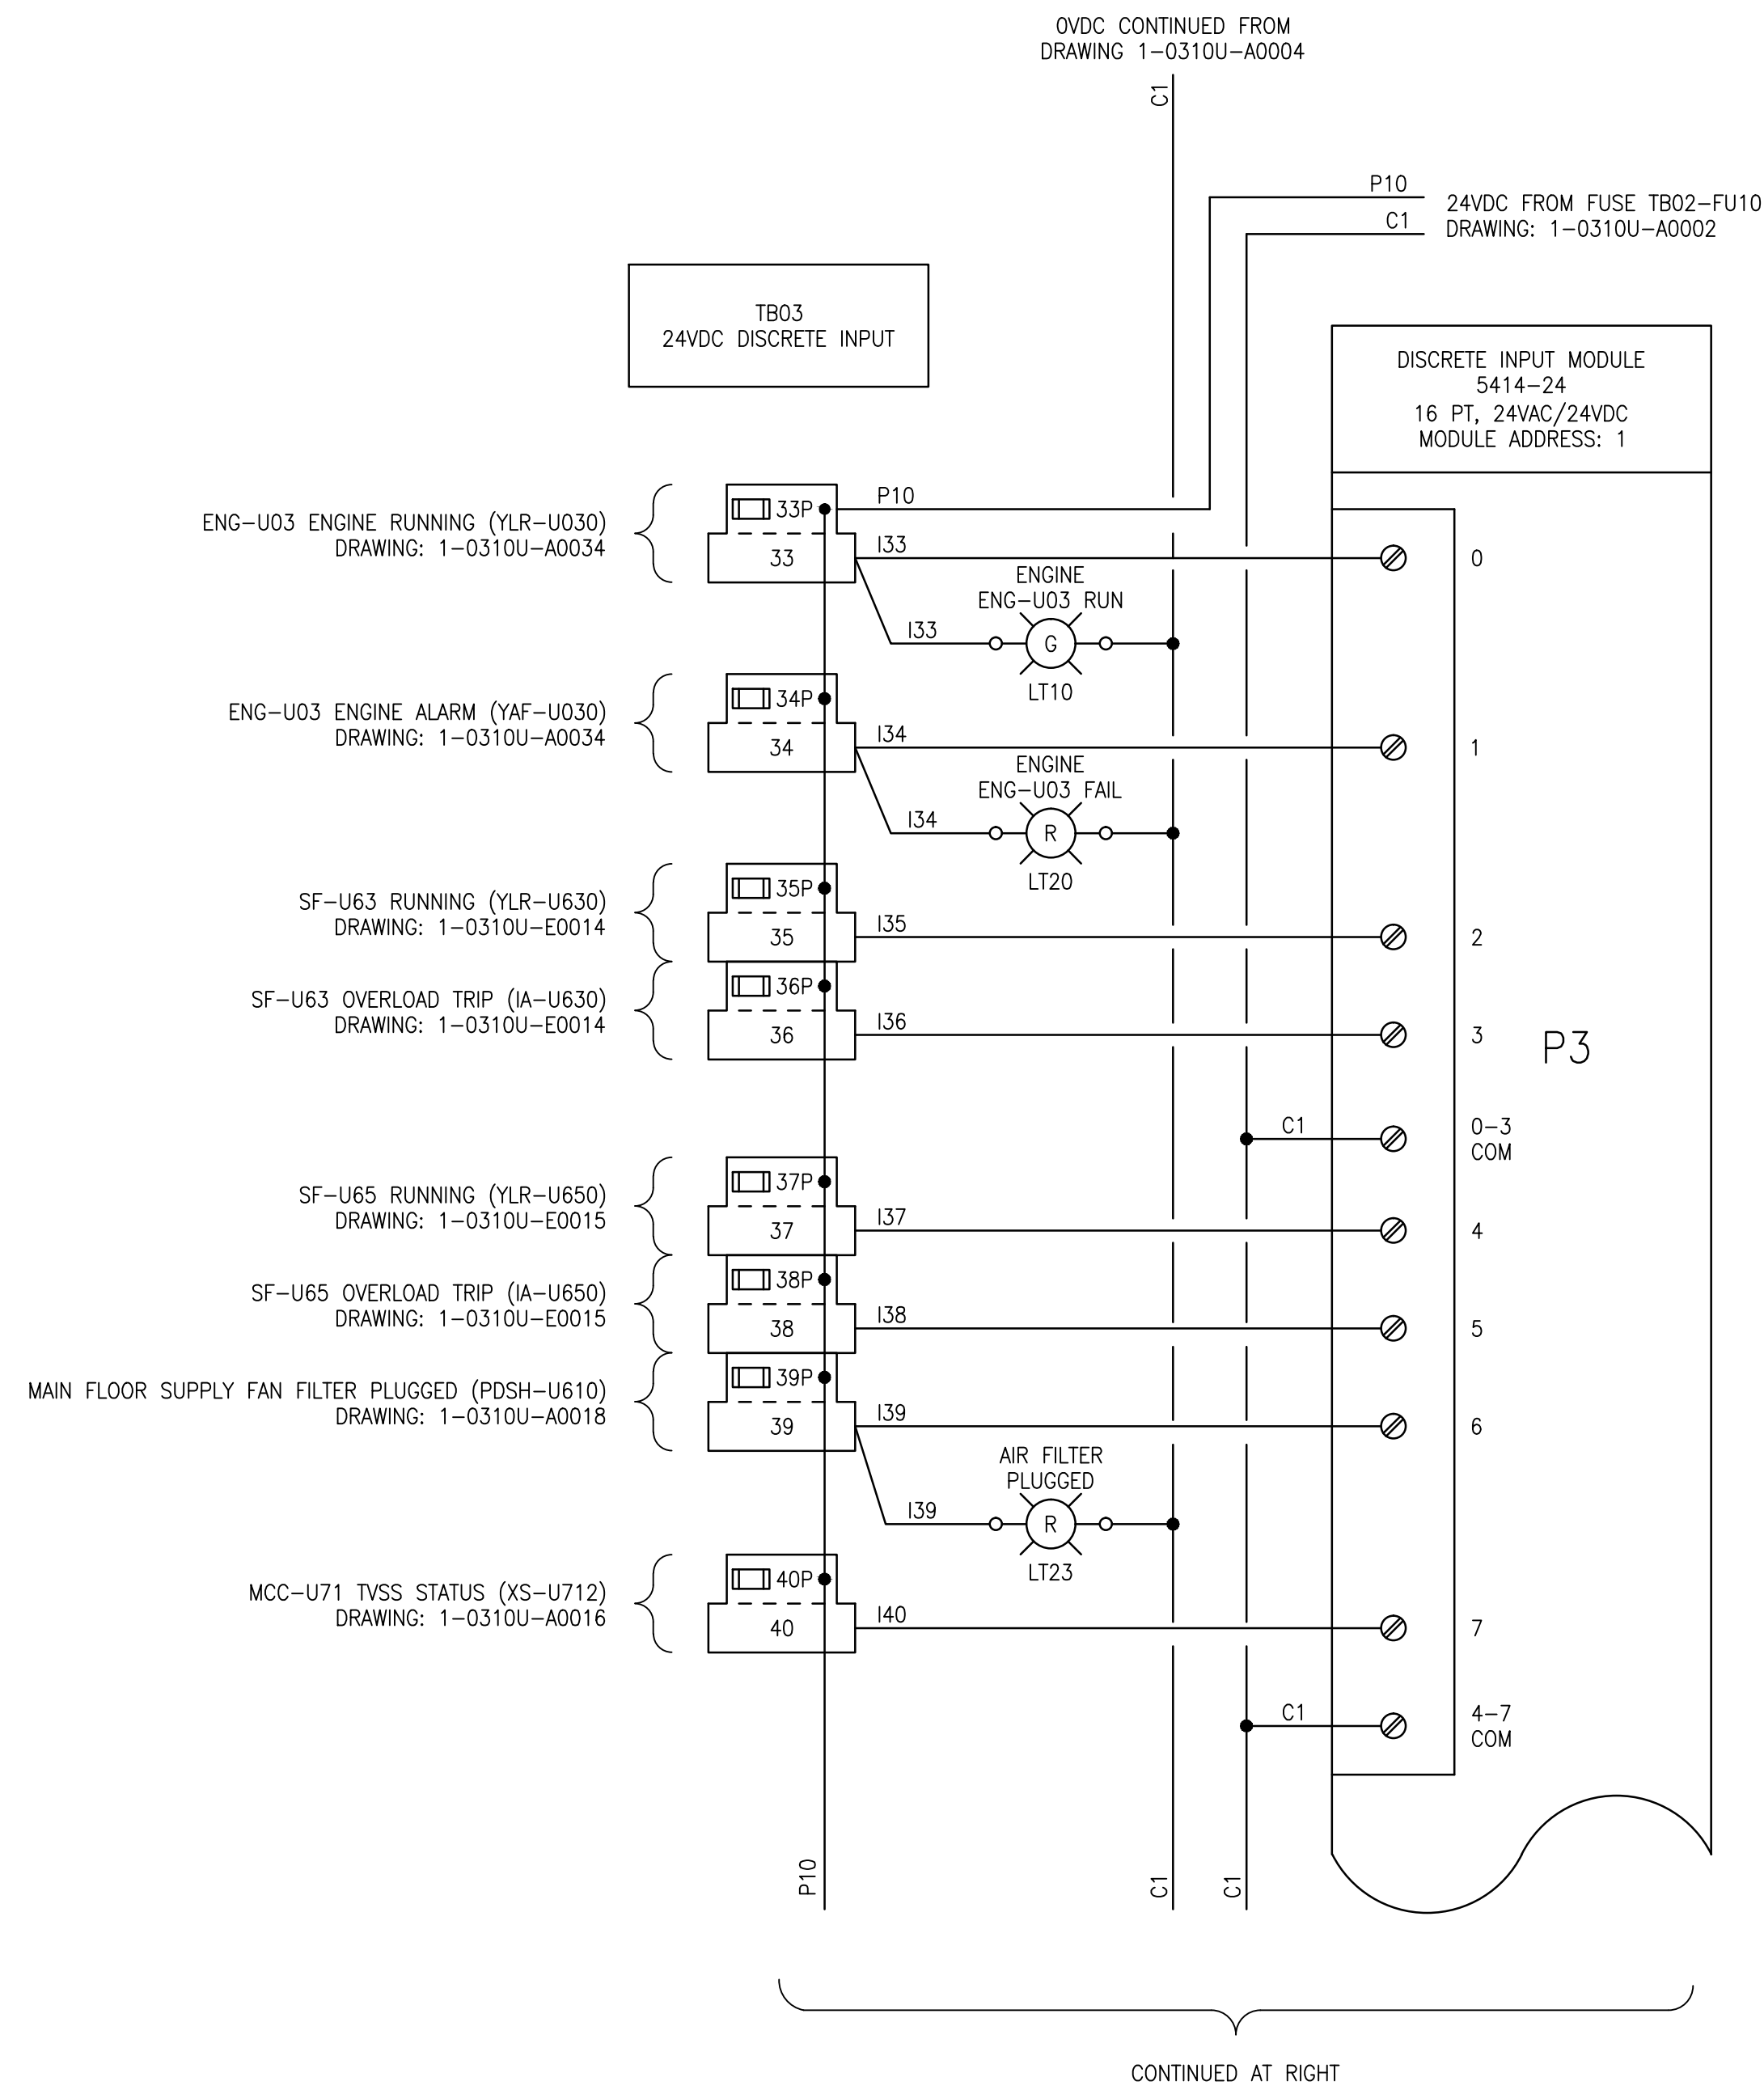 0VDC CONTINUED FROM
DRAWING 1-0310U-A0004
C1
P10
C1
24VDC FROM FUSE TB02-FU10
DRAWING: 1-0310U-A0002
TB03
24VDC DISCRETE INPUT
DISCRETE INPUT MODULE
5414-24
16 PT, 24VAC/24VDC
MODULE ADDRESS: 1
ENG-U03 ENGINE RUNNING (YLR-U030)
DRAWING: 1-0310U-A0034
33P
33
P10
I33
0
ENGINE
ENG-U03 RUN
I33
G
LT10
ENG-U03 ENGINE ALARM (YAF-U030)
DRAWING: 1-0310U-A0034
34P
34
I34
1
ENGINE
ENG-U03 FAIL
I34
R
LT20
SF-U63 RUNNING (YLR-U630)
DRAWING: 1-0310U-E0014
35P
35
I35
2
SF-U63 OVERLOAD TRIP (IA-U630)
DRAWING: 1-0310U-E0014
36P
36
I36
3
P3
C1
0-3
COM
SF-U65 RUNNING (YLR-U650)
DRAWING: 1-0310U-E0015
37P
37
I37
4
SF-U65 OVERLOAD TRIP (IA-U650)
DRAWING: 1-0310U-E0015
38P
38
I38
5
MAIN FLOOR SUPPLY FAN FILTER PLUGGED (PDSH-U610)
DRAWING: 1-0310U-A0018
39P
39
I39
6
AIR FILTER
PLUGGED
I39
R
LT23
MCC-U71 TVSS STATUS (XS-U712)
DRAWING: 1-0310U-A0016
40P
40
I40
7
C1
4-7
COM
P10
C1
C1
CONTINUED AT RIGHT